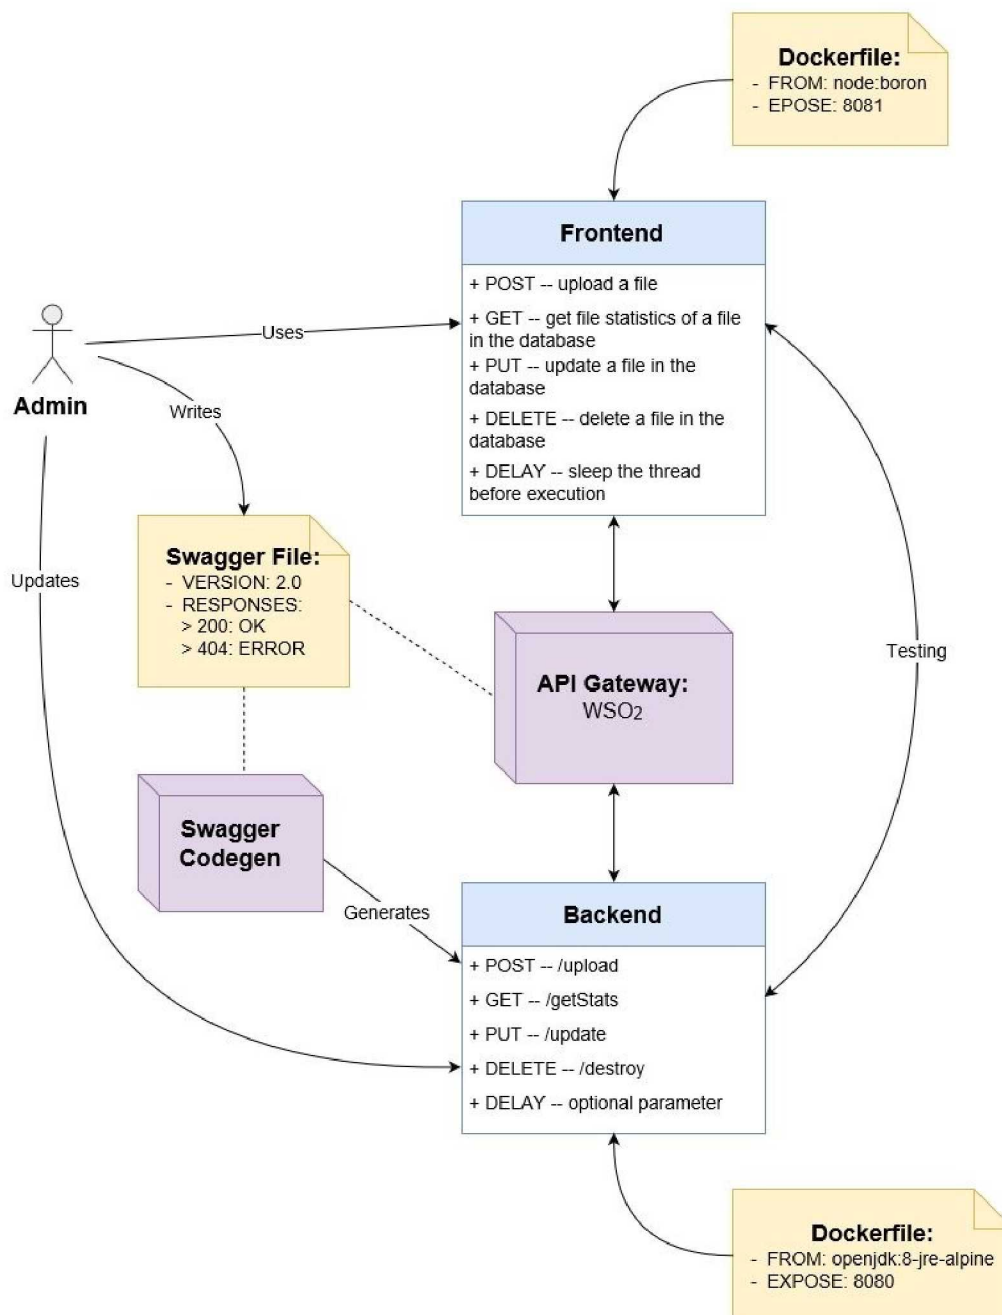 Dockerfile:
- FROM: node:boron
- EPOSE: 8081
Frontend
+ POST -- upload a file
+ GET -- get file statistics of a file
in the database
+ PUT -- update a file in the
database
+ DELETE -- delete a file in the
database
+ DELAY -- sleep the thread
before execution
Uses
Admin
Writes
Swagger File:
- VERSION: 2.0
- RESPONSES:
> 200: OK
> 404: ERROR
Updates
Testing
API Gateway:
WSO2
Swagger
Codegen
Generates
Backend
+ POST -- /upload
+ GET -- /getStats
+ PUT -- /update
+ DELETE -- /destroy
+ DELAY -- optional parameter
Dockerfile:
- FROM: openjdk:8-jre-alpine
- EXPOSE: 8080